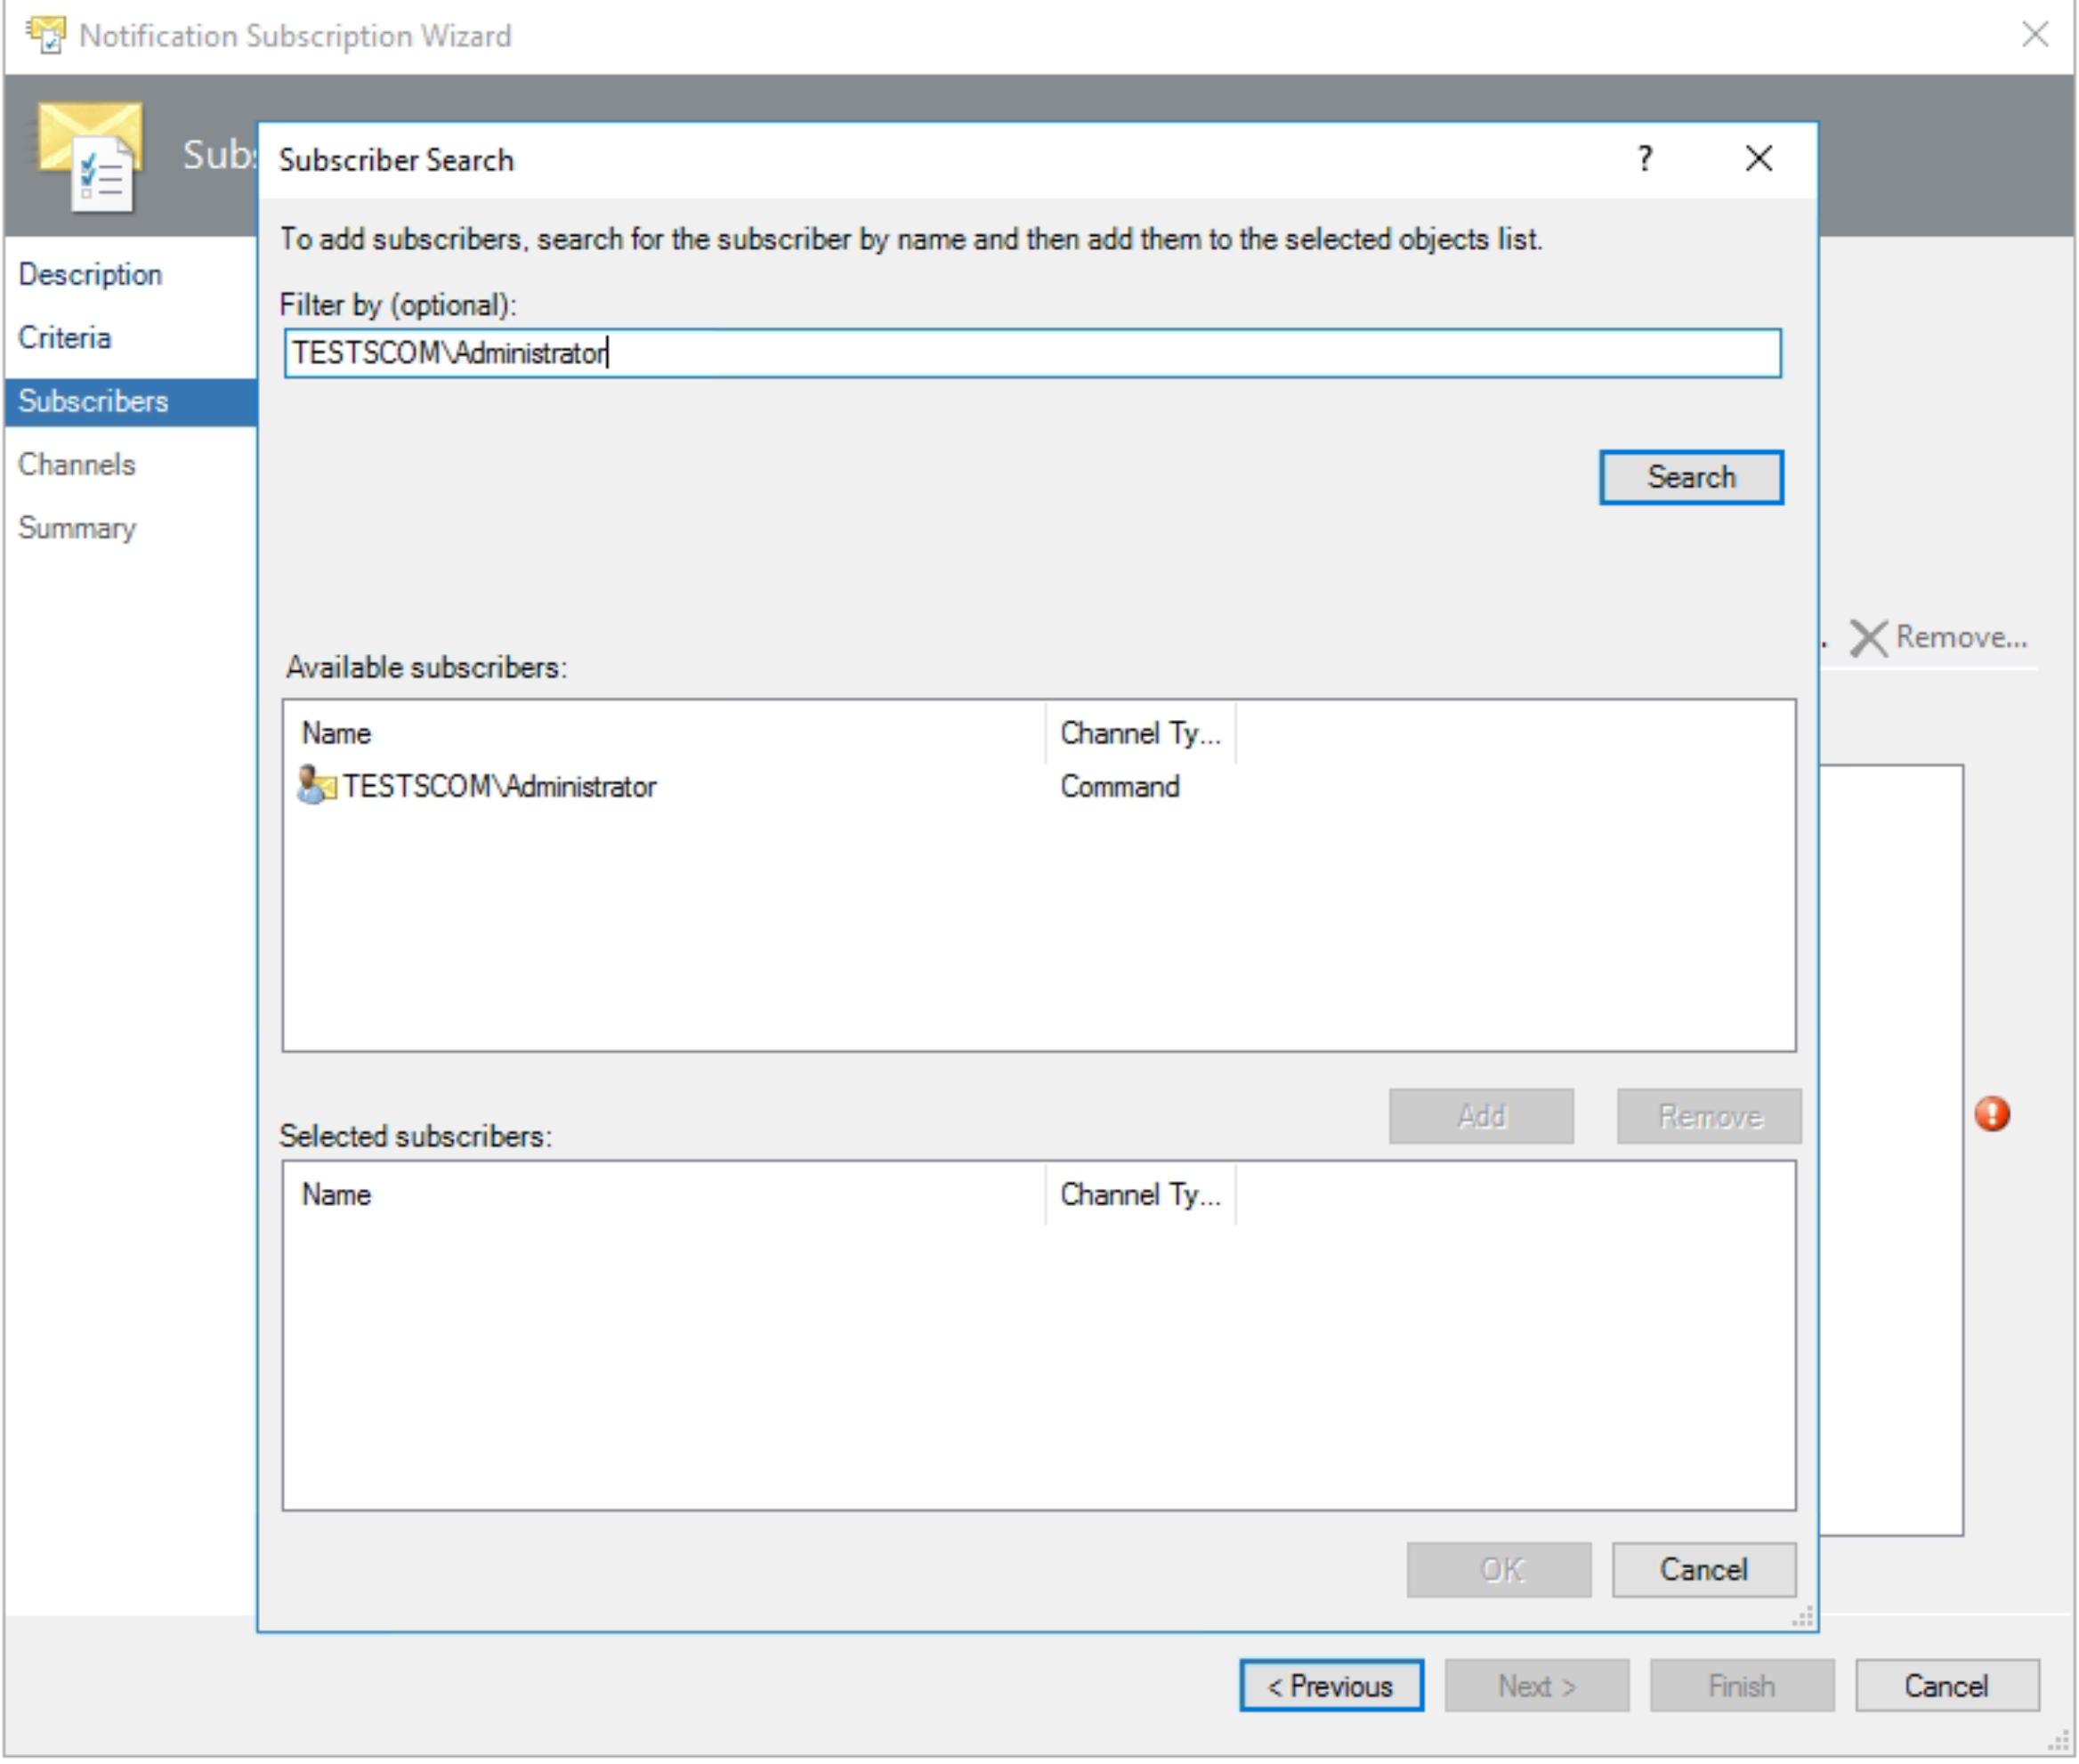 Notification Subscription Wizard
Subs
Subscriber Search
?
To add subscribers, search for the subscriber by name and then add them to the selected objects list.
Description
Filter by (optional):
Criteria
TESTSCOM\Administrator
Subscribers
Channels
Search
Summary
Remove...
Available subscribers:
Name Channel Ty...
TESTSCOM\Administrator Command
Add Remove
Selected subscribers:
Name Channel Ty...
OK Cancel
< Previous Next > Finish Cancel